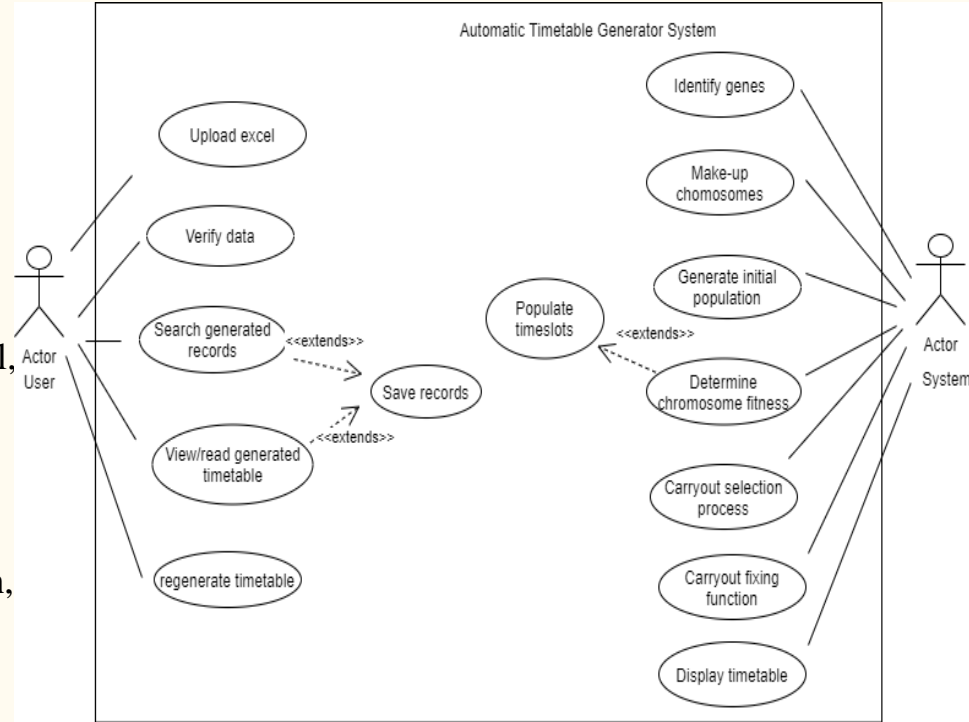 Automatic Timetable Generator System
Upload excel
Verify data
Search generated
records
<<extends>>
View/read generated
timetable
<<extends>>
regenerate timetable
Save records
Populate
timeslots
<<extends>>
Identify genes
Make-up
chomosomes
Generate initial
population
Determine
chromosome fitness
Carryout selection
process
Carryout fixing
function
Display timetable
l,
Actor
User
Actor
System